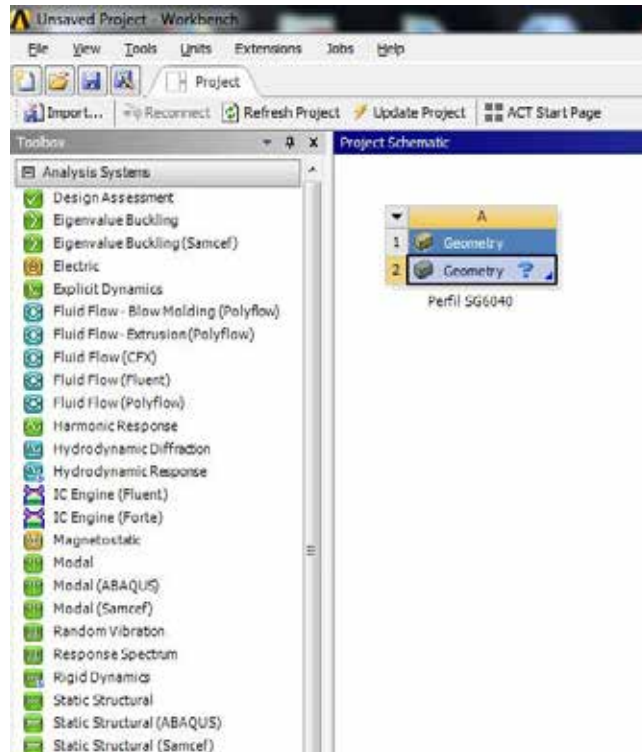 Unsaved Project - Workbench
File View Tools Units Extensions Jobs Help
Project
Import... Reconnect Refresh Project Update Project ACT Start Page
Toolbox
Project Schematic
Analysis Systems
Design Assessment
Eigenvalue Buckling
Eigenvalue Buckling (Samcef)
Electric
Explicit Dynamics
Fluid Flow - Blow Molding (Polyflow)
Fluid Flow - Extrusion (Polyflow)
Fluid Flow (CFX)
Fluid Flow (Fluent)
Fluid Flow (Polyflow)
Harmonic Response
Hydrodynamic Diffraction
Hydrodynamic Response
IC Engine (Fluent)
IC Engine (Forte)
Magnetostatic
Modal
Modal (ABAQUS)
Modal (Samcef)
Random Vibration
Response Spectrum
Rigid Dynamics
Static Structural
Static Structural (ABAQUS)
Static Structural (Samcef)
A
1 Geometry
2 Geometry ?
Perfil SG6040